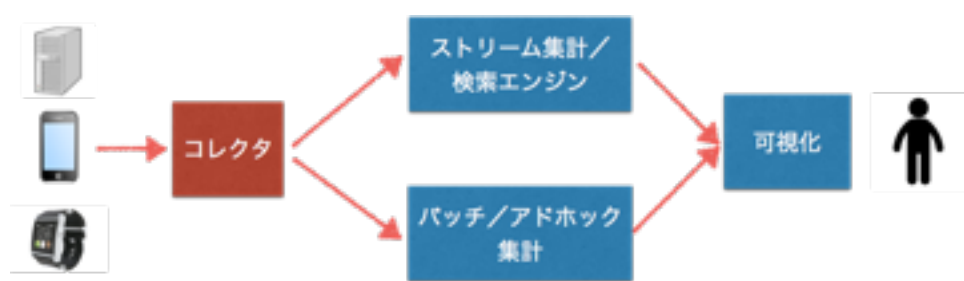 コレクタ
ストリーム集計／
検索エンジン
バッチ／アドホック
集計
可視化